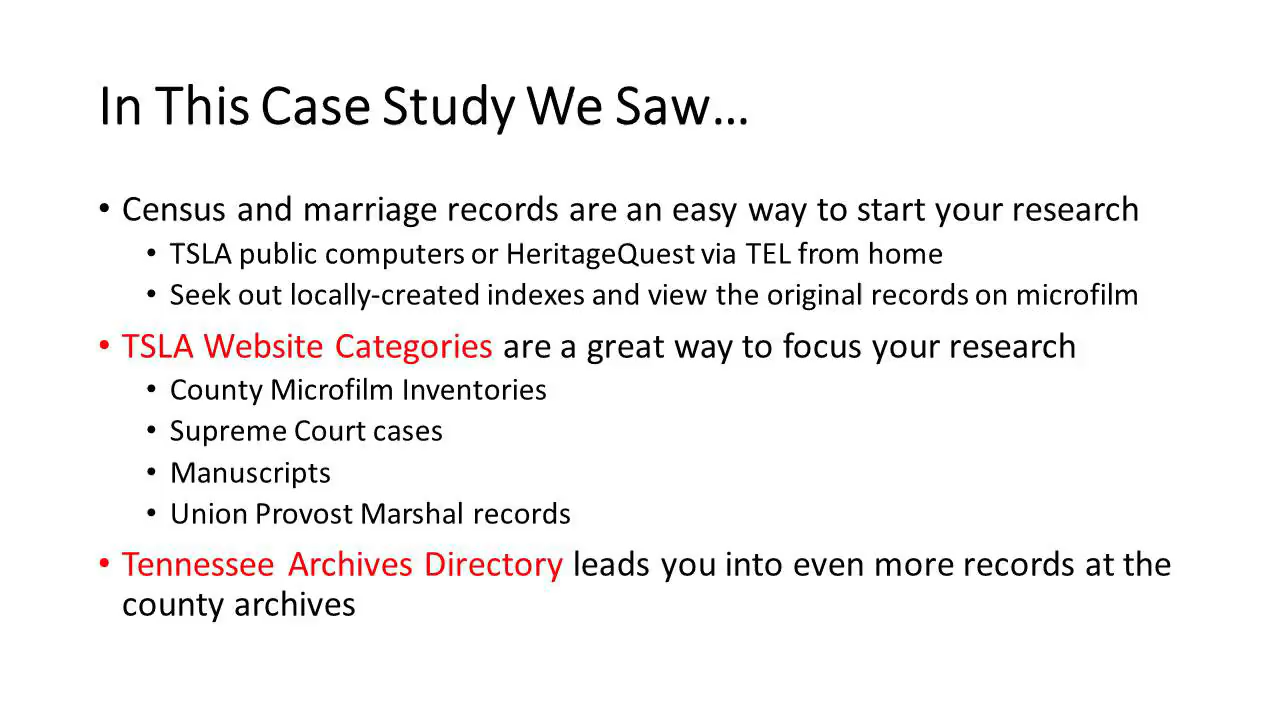 In This Case Study We Saw…
• Census and marriage records are an easy way to start your research
• TSLA public computers or HeritageQuest via TEL from home
• Seek out locally-created indexes and view the original records on microfilm
• TSLA Website Categories are a great way to focus your research
• County Microfilm Inventories
• Supreme Court cases
• Manuscripts
• Union Provost Marshal records
• Tennessee Archives Directory leads you into even more records at the
county archives